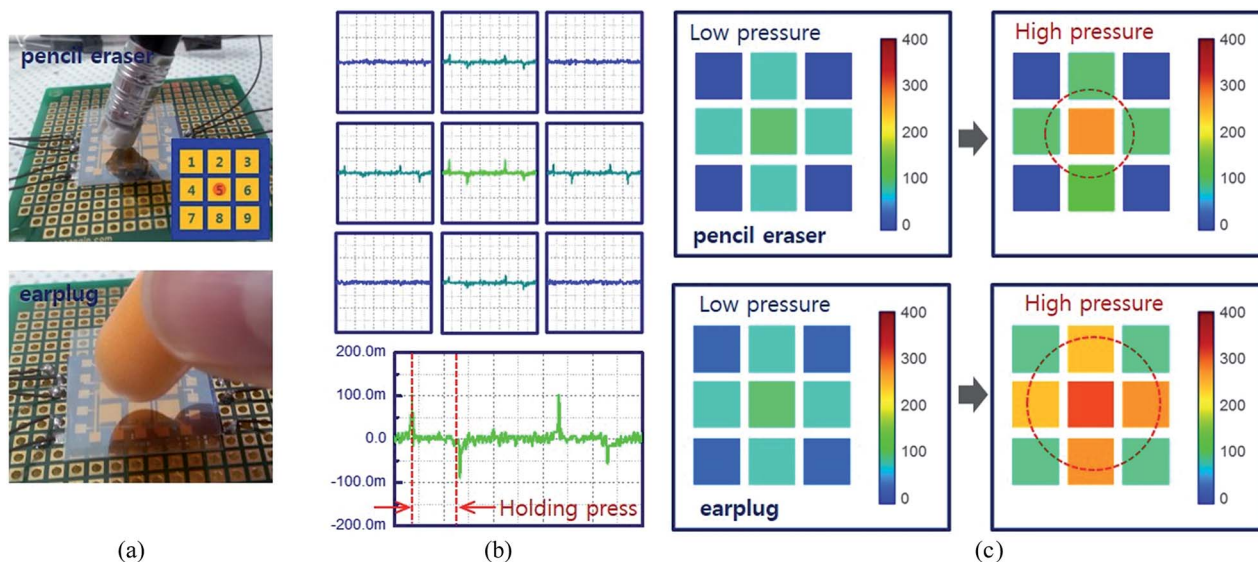 pencil eraser
1 2 3
4 5 6
7 8 9
earplug
(a)
200.0m
100.0m
0.0
-100.0m
-200.0m
Holding press
(b)
Low pressure
400
300
200
100
0
pencil eraser
High pressure
400
300
200
100
0
Low pressure
400
300
200
100
0
earplug
High pressure
400
300
200
100
0
(c)